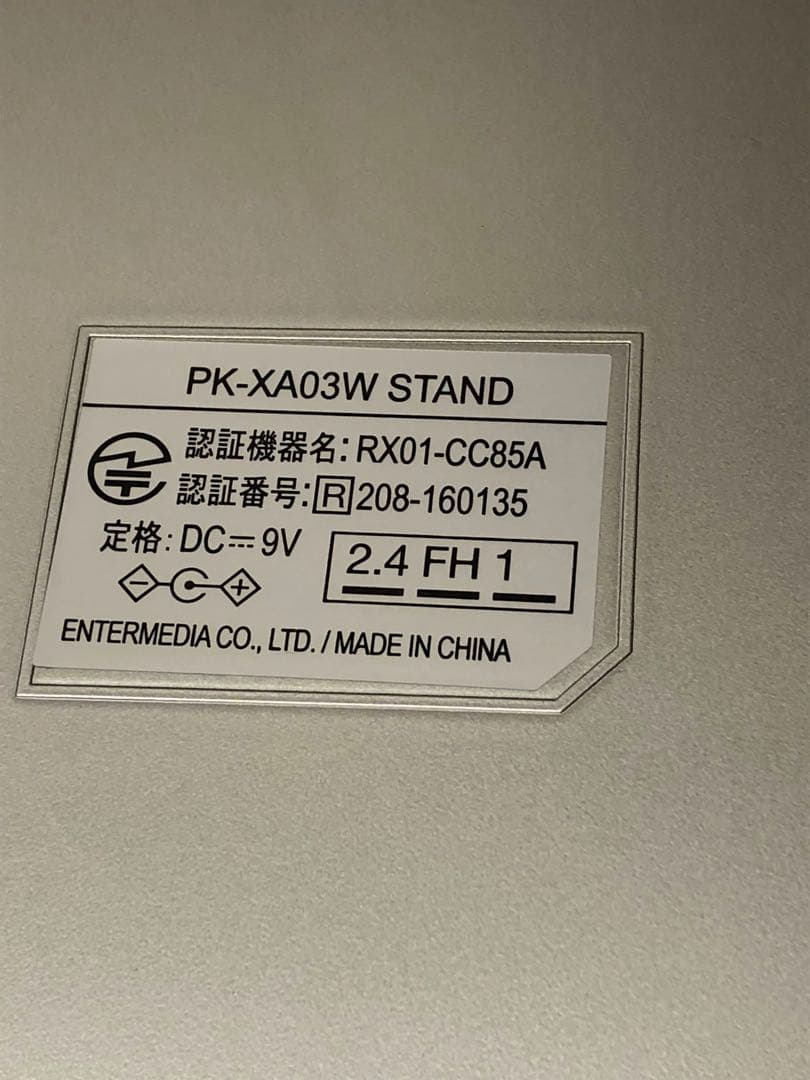 PK-XA03W STAND
認証機器名: RX01-CC85A
認証番号: R 208-160135
定格: DC⎓9V
2.4 FH 1
ENTERMEDIA CO., LTD. / MADE IN CHINA